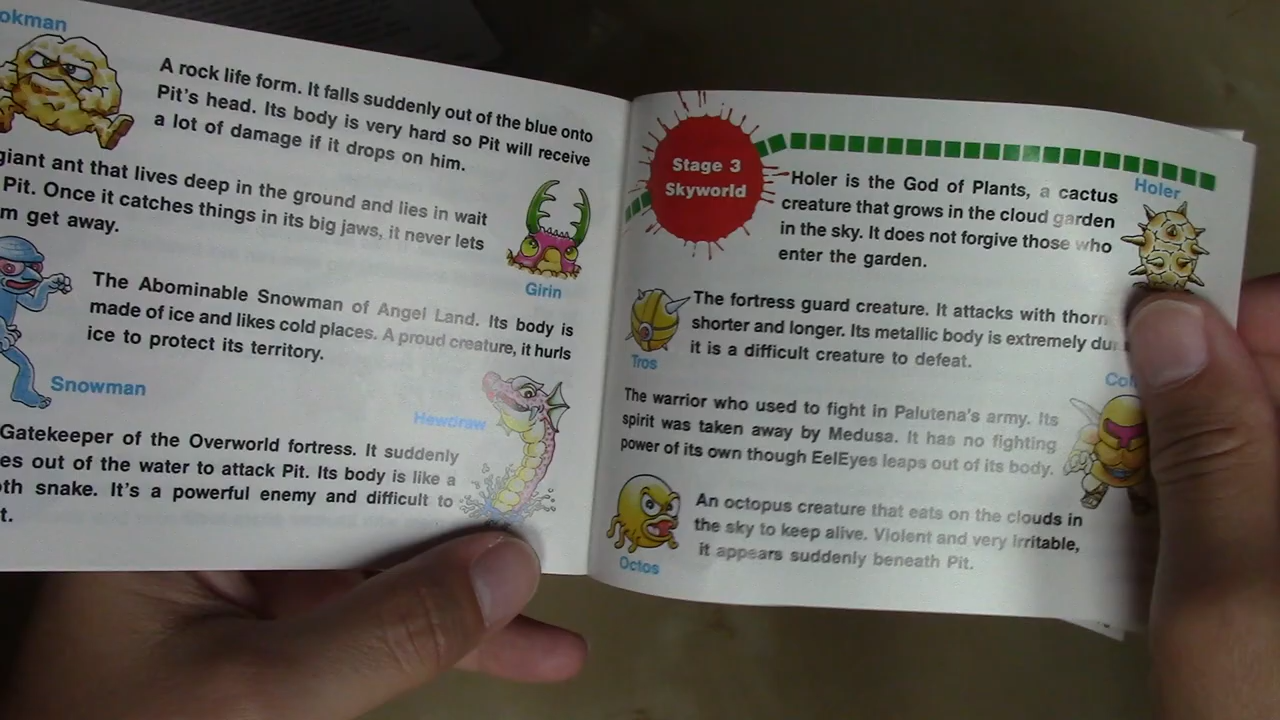 okman
A rock life form. It falls suddenly out of the blue onto
Pit's head. Its body is very hard so Pit will receive
a lot of damage if it drops on him.
giant ant that lives deep in the ground and lies in wait
Pit. Once it catches things in its big jaws, it never lets
m get away.
Girin
The Abominable Snowman of Angel Land. Its body is
made of ice and likes cold places. A proud creature, it hurls
ice to protect its territory.
Snowman
Hewdraw
Gatekeeper of the Overworld fortress. It suddenly
es out of the water to attack Pit. Its body is like a
oth snake. It's a powerful enemy and difficult to
t.
Stage 3
Skyworld
Holer is the God of Plants, a cactus
creature that grows in the cloud garden
in the sky. It does not forgive those who
enter the garden.
Holer
The fortress guard creature. It attacks with thorn
shorter and longer. Its metallic body is extremely du
it is a difficult creature to defeat.
Tros
Col
The warrior who used to fight in Palutena's army. Its
spirit was taken away by Medusa. It has no fighting
power of its own though EelEyes leaps out of its body.
An octopus creature that eats on the clouds in
the sky to keep alive. Violent and very irritable,
it appears suddenly beneath Pit.
Octos